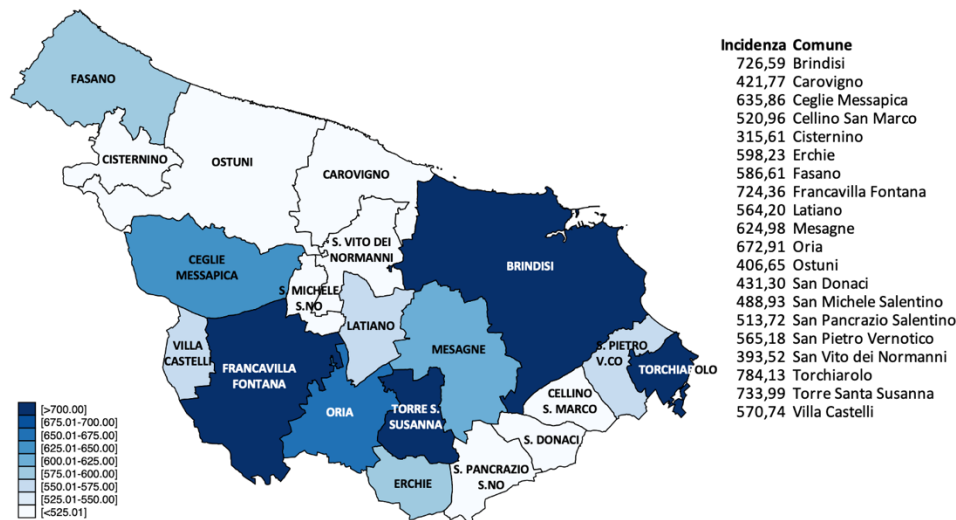 FASANO
CISTERNINO
OSTUNI
CAROVIGNO
S. VITO DEI
NORMANNI
CEGLIE
MESSAPICA
S. MICHELE
S.NO
BRINDISI
LATIANO
VILLA
CASTELLI
FRANCAVILLA
FONTANA
MESAGNE
S. PIETRO
V.CO
TORCHIAROLO
ORIA
TORRE S.
SUSANNA
CELLINO
S. MARCO
S. DONACI
S. PANCRAZIO
S.NO
ERCHIE
[>700.00]
[675.01-700.00]
[650.01-675.00]
[625.01-650.00]
[600.01-625.00]
[575.01-600.00]
[550.01-575.00]
[525.01-550.00]
[<525.01]
Incidenza Comune
726,59 Brindisi
421,77 Carovigno
635,86 Ceglie Messapica
520,96 Cellino San Marco
315,61 Cisternino
598,23 Erchie
586,61 Fasano
724,36 Francavilla Fontana
564,20 Latiano
624,98 Mesagne
672,91 Oria
406,65 Ostuni
431,30 San Donaci
488,93 San Michele Salentino
513,72 San Pancrazio Salentino
565,18 San Pietro Vernotico
393,52 San Vito dei Normanni
784,13 Torchiarolo
733,99 Torre Santa Susanna
570,74 Villa Castelli